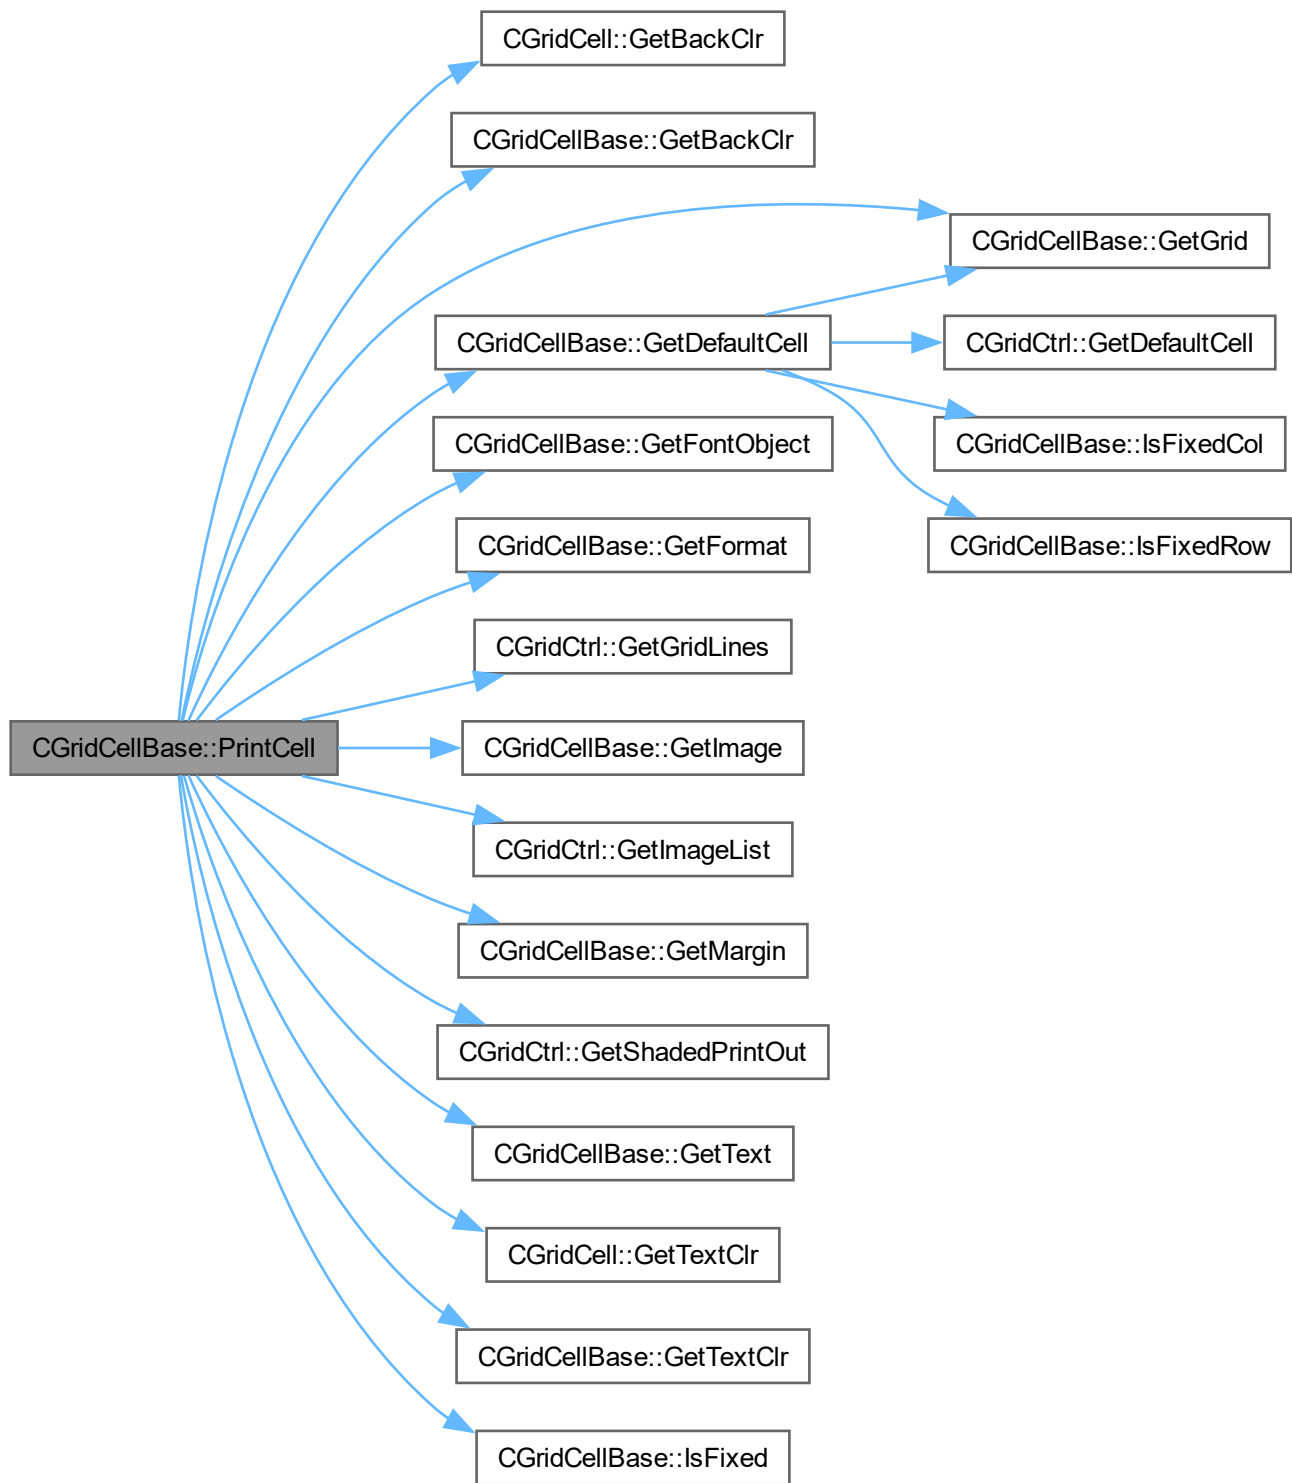 CGridCell::GetBackClr
CGridCellBase::GetBackClr
CGridCellBase::GetGrid
CGridCellBase::GetDefaultCell
CGridCtrl::GetDefaultCell
CGridCellBase::GetFontObject
CGridCellBase::IsFixedCol
CGridCellBase::GetFormat
CGridCellBase::IsFixedRow
CGridCtrl::GetGridLines
CGridCellBase::PrintCell
CGridCellBase::GetImage
CGridCtrl::GetImageList
CGridCellBase::GetMargin
CGridCtrl::GetShadedPrintOut
CGridCellBase::GetText
CGridCell::GetTextClr
CGridCellBase::GetTextClr
CGridCellBase::IsFixed